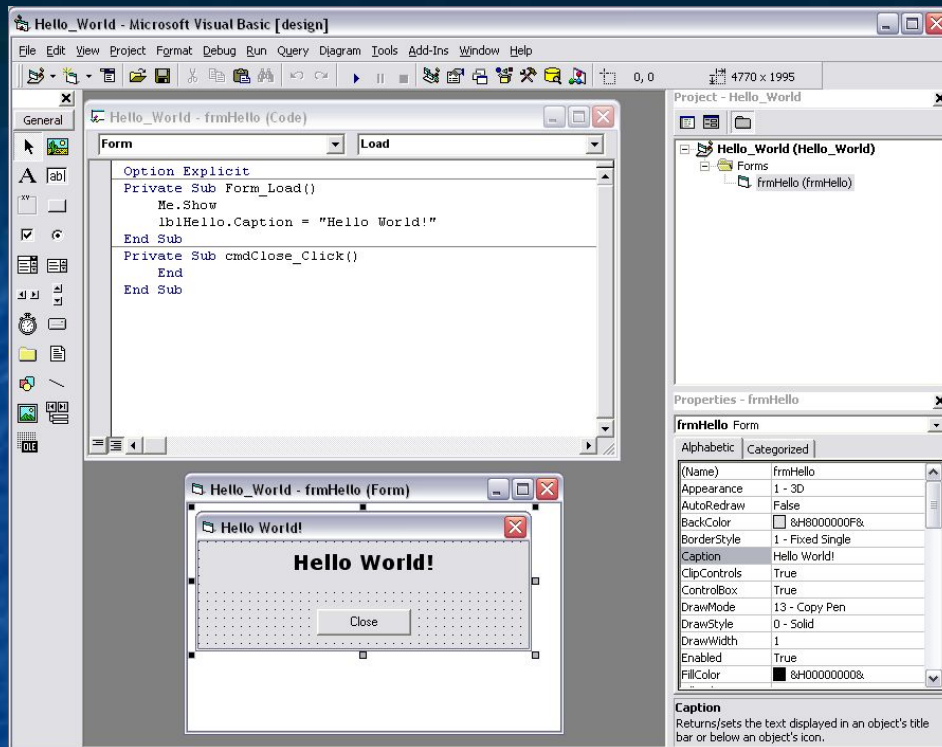 Hello_World - Microsoft Visual Basic [design]
File Edit View Project Format Debug Run Query Diagram Tools Add-Ins Window Help
0, 0 4770 x 1995
General
A ab|
xy
OLE
Hello_World - frmHello (Code)
Form Load
Option Explicit
Private Sub Form_Load()
Me.Show
lblHello.Caption = "Hello World!"
End Sub
Private Sub cmdClose_Click()
End
End Sub
Hello_World - frmHello (Form)
Hello World!
Hello World!
Close
Project - Hello_World
Hello_World (Hello_World)
Forms
frmHello (frmHello)
Properties - frmHello
frmHello Form
Alphabetic Categorized
(Name) frmHello
Appearance 1 - 3D
AutoRedraw False
BackColor &H8000000F&
BorderStyle 1 - Fixed Single
Caption Hello World!
ClipControls True
ControlBox True
DrawMode 13 - Copy Pen
DrawStyle 0 - Solid
DrawWidth 1
Enabled True
FillColor &H00000000&
Caption
Returns/sets the text displayed in an object's title
bar or below an object's icon.